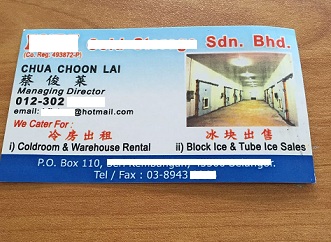 Sdn. Bhd.
(Co. Reg. 493872-P)
CHUA CHOON LAI
蔡俊莱
Managing Director
012-302
email: @hotmail.com
We Cater For :
冷房出租
i) Coldroom & Warehouse Rental
冰块出售
ii) Block Ice & Tube Ice Sales
P.O. Box 110, Selangor.
Tel / Fax : 03-8943